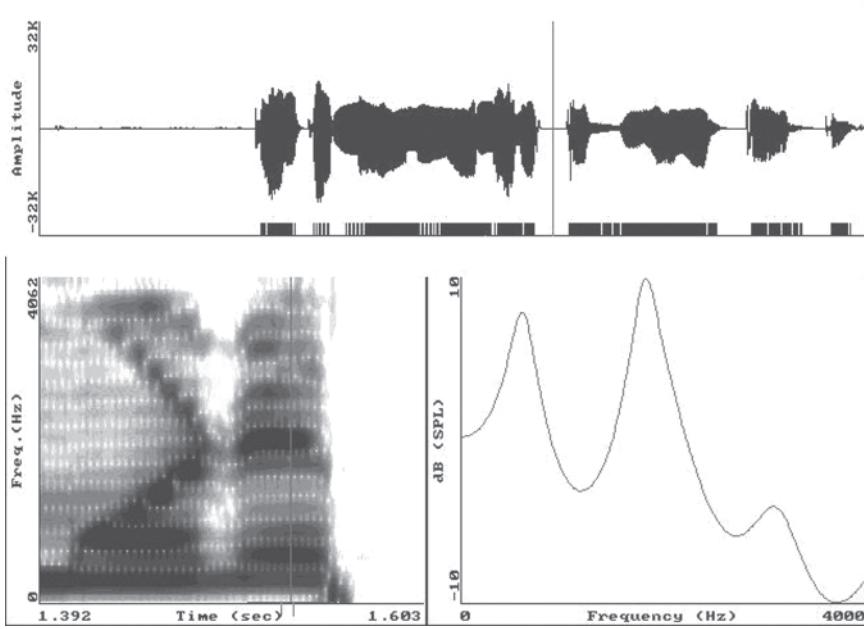 32K
Amplitude
-32K
4062
Freq.(Hz)
0
1.392 Time (sec) 1.603
10
dB (SPL)
-10
0 Frequency (Hz) 4000